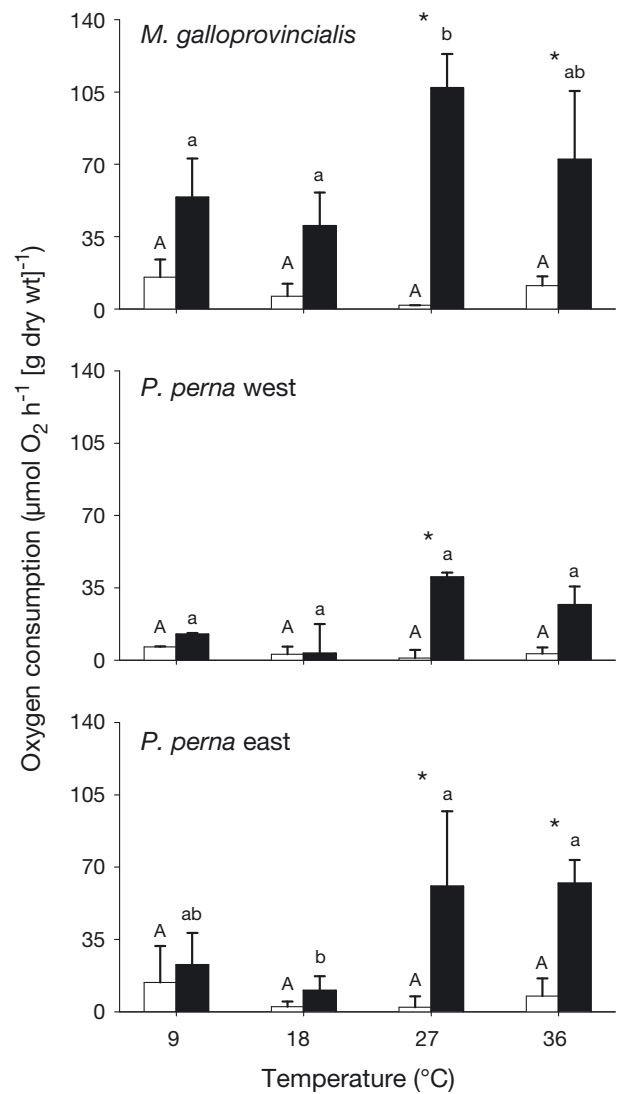 Oxygen consumption (µmol O₂ h⁻¹ [g dry wt]⁻¹)
140
105
70
35
0
M. galloprovincialis
A
a
A
a
*
A
b
*
A
ab
140
105
70
35
0
P. perna west
A
a
A
a
*
A
a
A
a
140
105
70
35
0
P. perna east
A
ab
A
b
*
A
a
*
A
a
9 18 27 36
Temperature (°C)